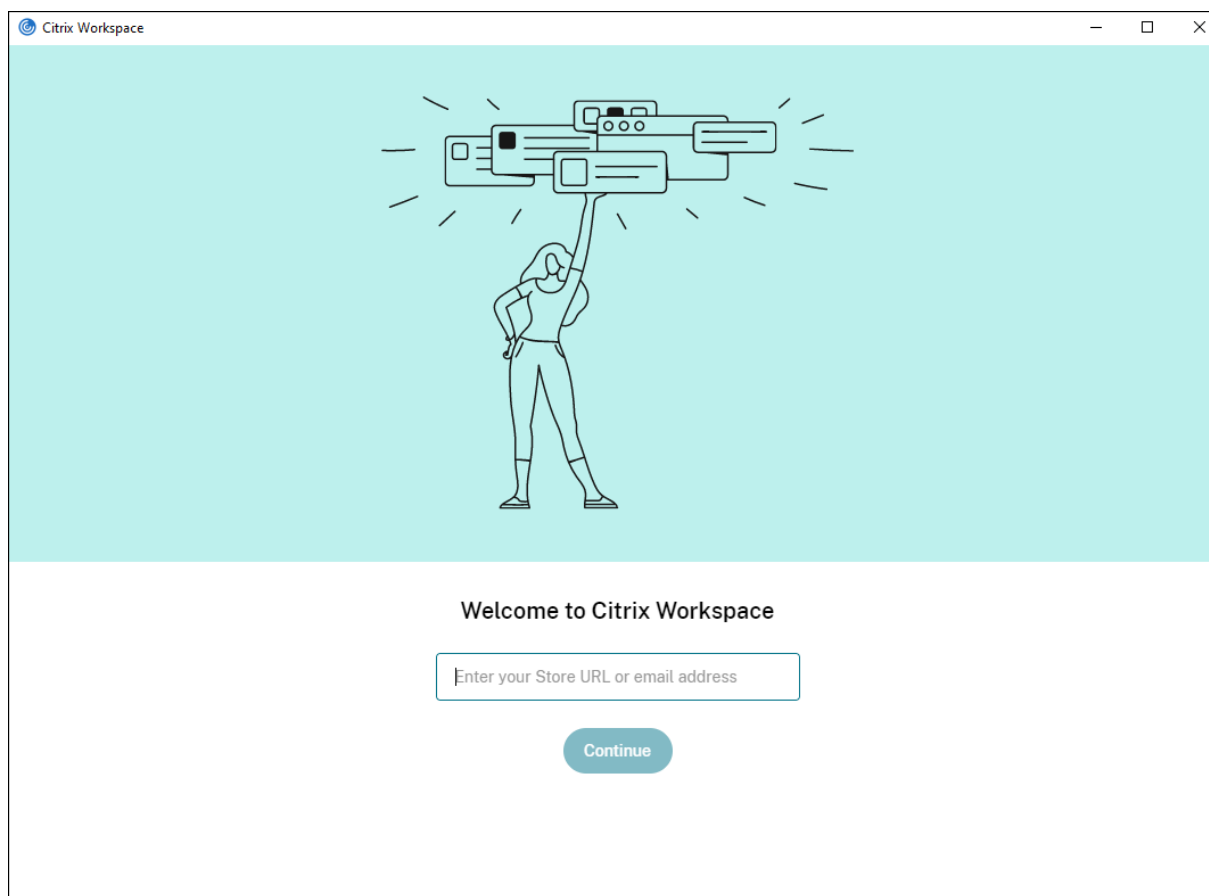 Citrix Workspace
Welcome to Citrix Workspace
Enter your Store URL or email address
Continue